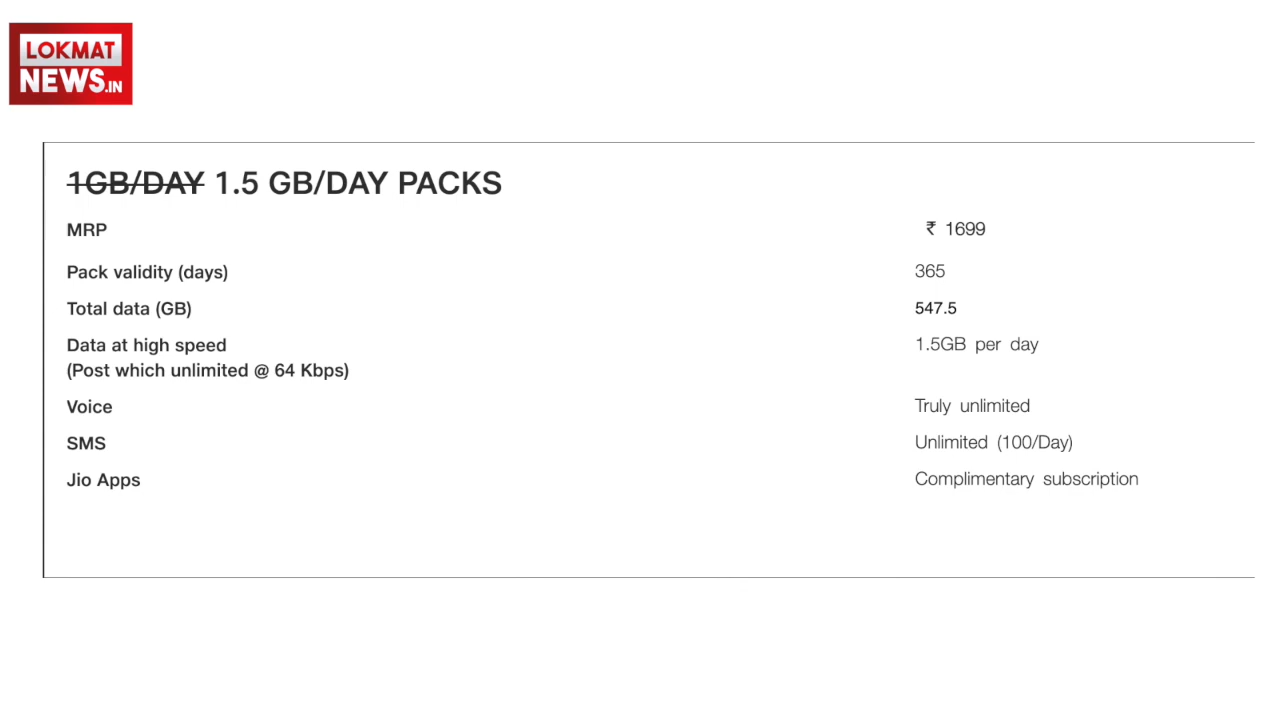 LOKMAT
NEWS.IN
1GB/DAY 1.5 GB/DAY PACKS
MRP ₹ 1699
Pack validity (days) 365
Total data (GB) 547.5
Data at high speed 1.5GB per day
(Post which unlimited @ 64 Kbps)
Voice Truly unlimited
SMS Unlimited (100/Day)
Jio Apps Complimentary subscription